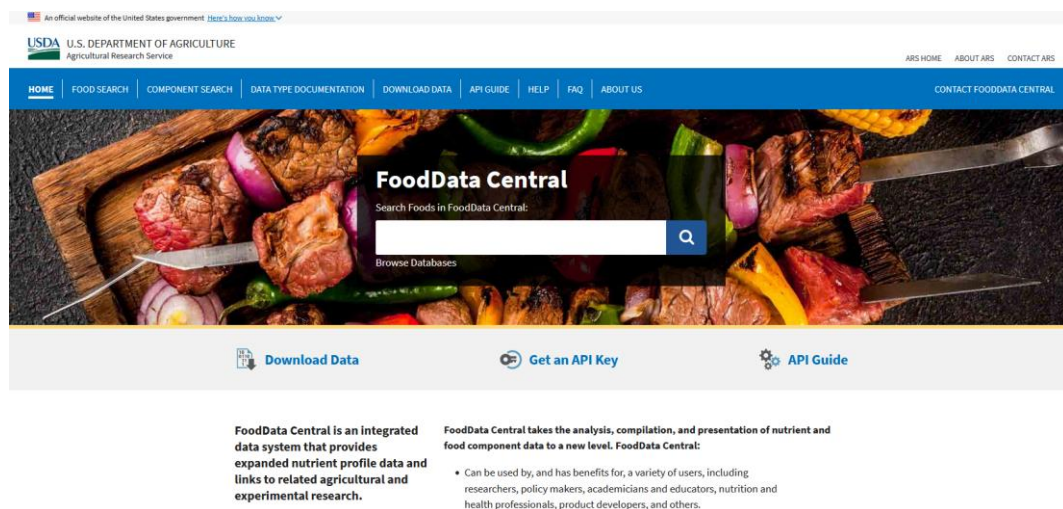 An official website of the United States government Here's how you know
USDA U.S. DEPARTMENT OF AGRICULTURE
Agricultural Research Service
ARS HOME ABOUT ARS CONTACT ARS
HOME FOOD SEARCH COMPONENT SEARCH DATA TYPE DOCUMENTATION DOWNLOAD DATA API GUIDE HELP FAQ ABOUT US CONTACT FOODDATA CENTRAL
FoodData Central
Search Foods in FoodData Central:
Browse Databases
Download Data Get an API Key API Guide
FoodData Central is an integrated
data system that provides
expanded nutrient profile data and
links to related agricultural and
experimental research.
FoodData Central takes the analysis, compilation, and presentation of nutrient and
food component data to a new level. FoodData Central:
• Can be used by, and has benefits for, a variety of users, including
researchers, policy makers, academicians and educators, nutrition and
health professionals, product developers, and others.